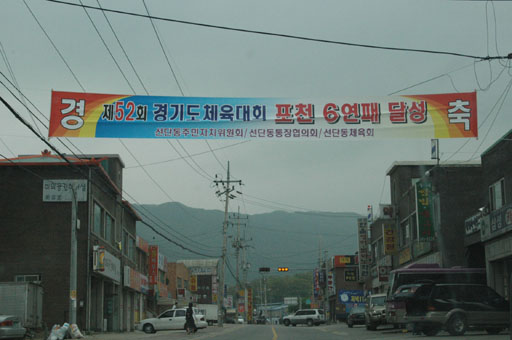 경 제52회 경기도체육대회 포천 6연패 달성 축
선단동주민자치위원회/ 선단동통장협의회/ 선단동체육회